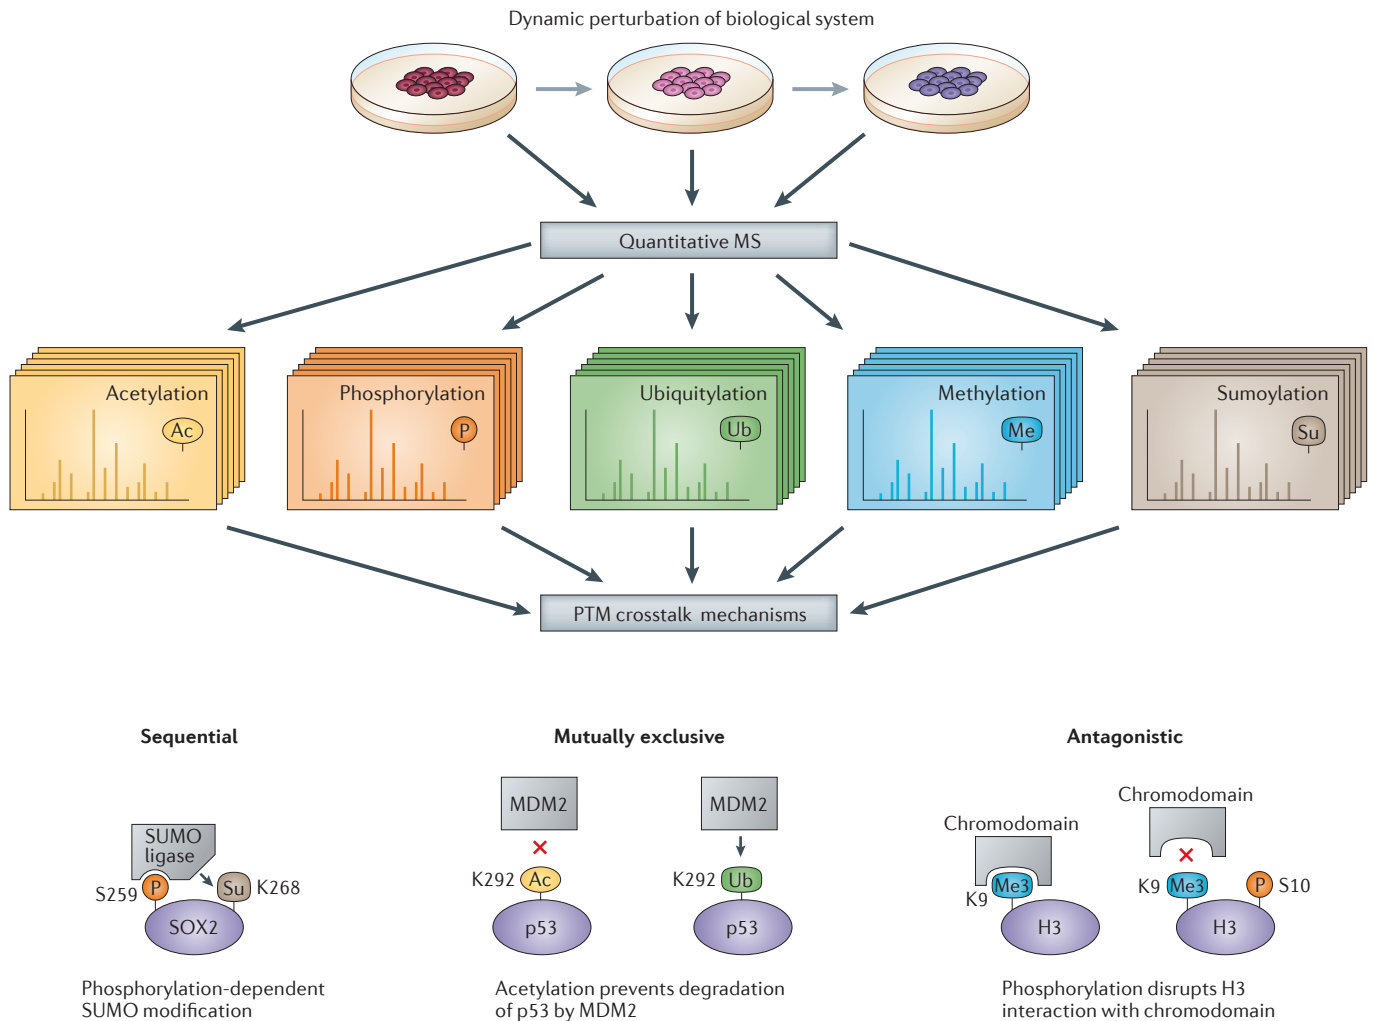 Dynamic perturbation of biological system
Quantitative MS
Acetylation
Ac
Phosphorylation
P
Ubiquitylation
Ub
Methylation
Me
Sumoylation
Su
PTM crosstalk mechanisms
Sequential
SUMO
ligase
S259
P
Su
K268
SOX2
Phosphorylation-dependent
SUMO modification
Mutually exclusive
MDM2
K292
Ac
p53
MDM2
K292
Ub
p53
Acetylation prevents degradation
of p53 by MDM2
Antagonistic
Chromodomain
K9
Me3
H3
Chromodomain
K9
Me3
P
S10
H3
Phosphorylation disrupts H3
interaction with chromodomain